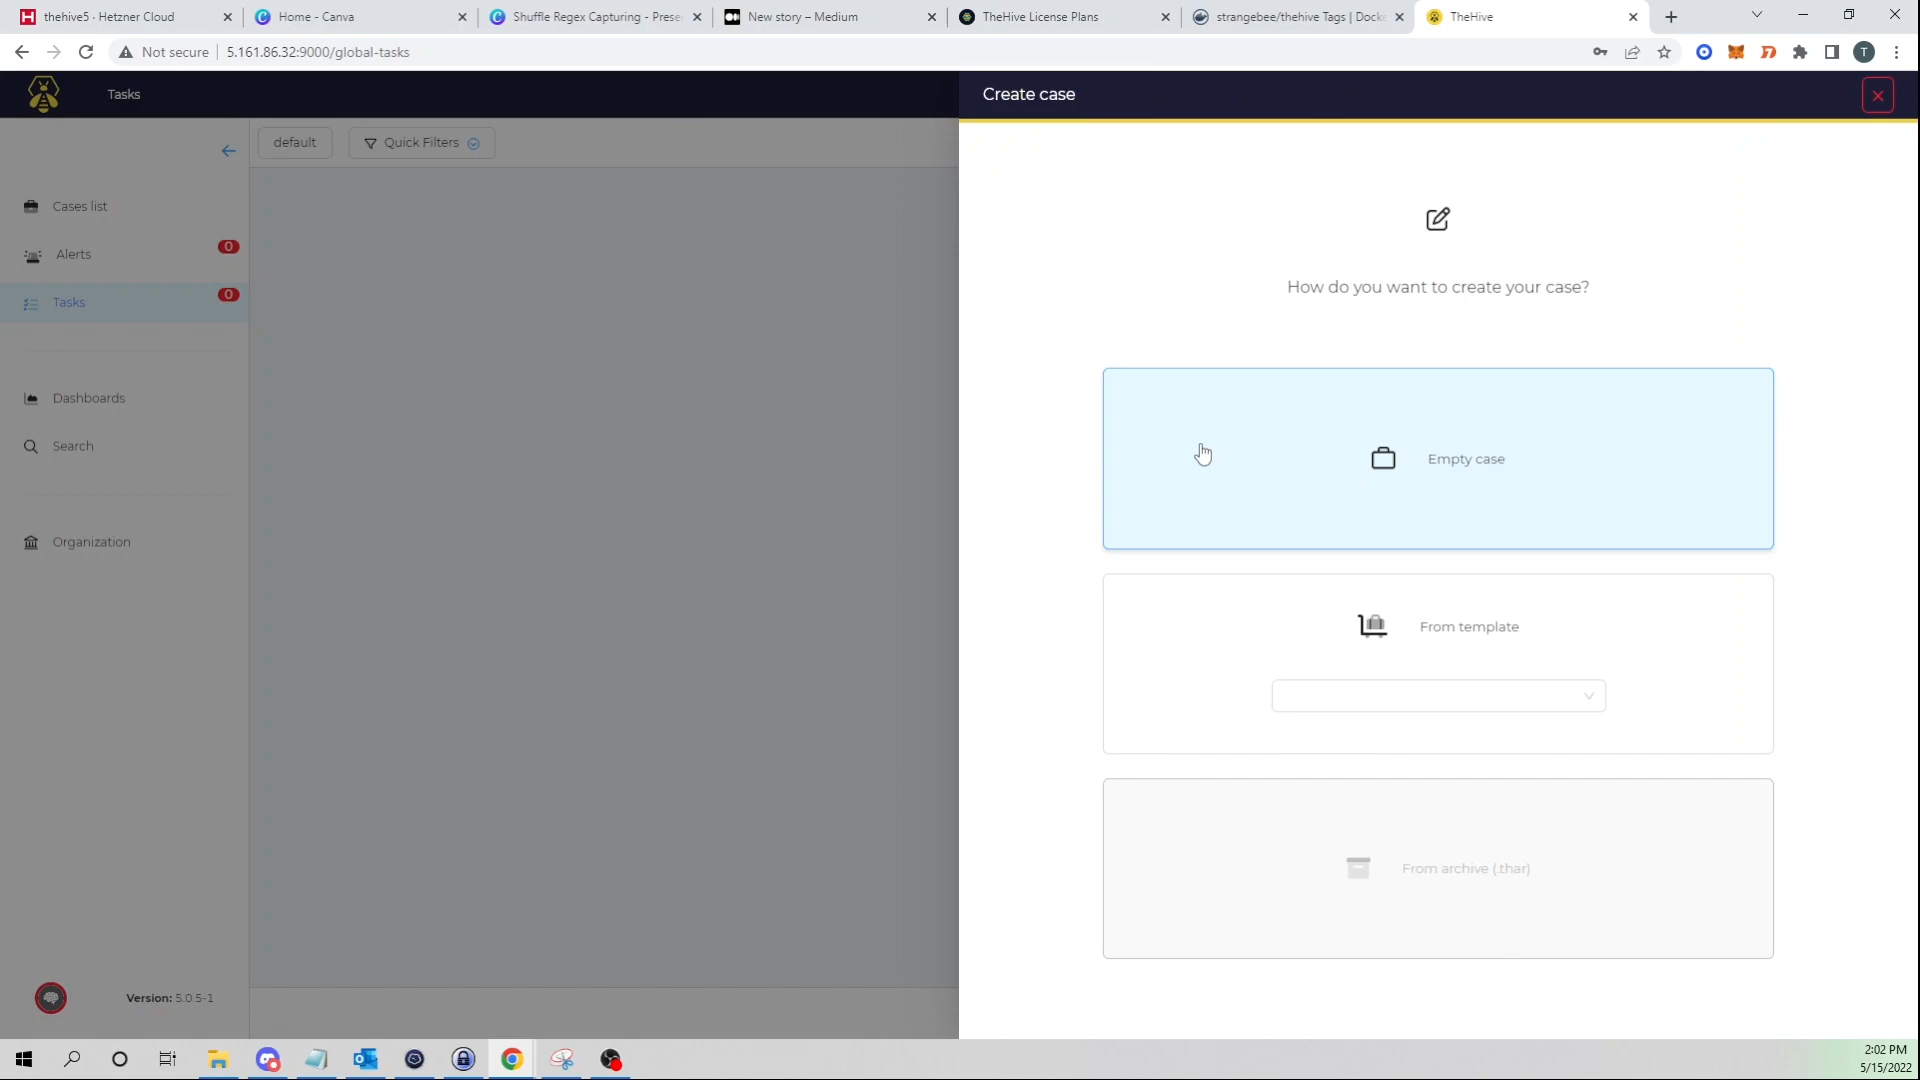 thehive5 · Hetzner Cloud
Home - Canva
Shuffle Regex Capturing - Prese
New story – Medium
TheHive License Plans
strangebee/thehive Tags | Docke
TheHive
Not secure
5.161.86.32:9000/global-tasks
T
Tasks
Create case
default
Quick Filters
Cases list
Alerts
0
Tasks
0
Dashboards
Search
Organization
How do you want to create your case?
Empty case
From template
From archive (.thar)
Version: 5.0.5-1
2:02 PM
5/15/2022